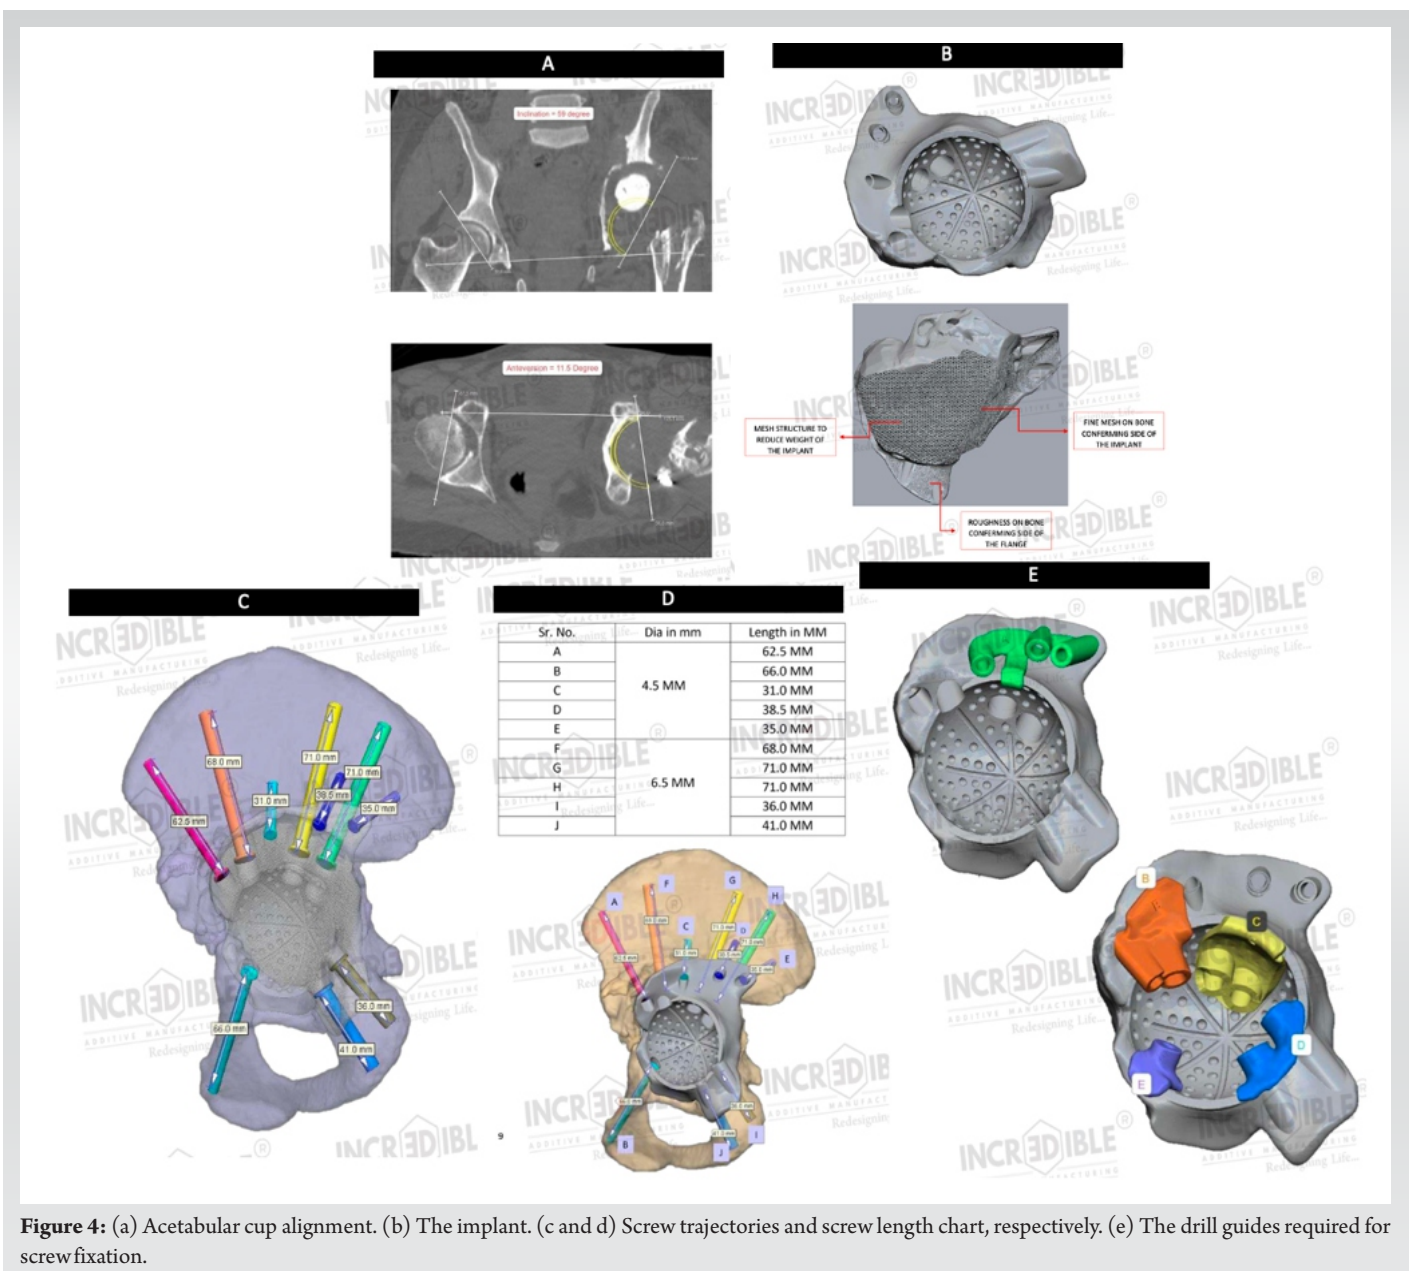 A
Inclination = 59 degree
Anteversion = 11.5 Degree
B
MESH STRUCTURE TO
REDUCE WEIGHT OF
THE IMPLANT
FINE MESH ON BONE
CONFERMING SIDE OF
THE IMPLANT
ROUGHNESS ON BONE
CONFERMING SIDE OF
THE FLANGE
INCR3DIBLE
ADDITIVE MANUFACTURING
Redesigning Life...
C
68.0 mm
71.0 mm
71.0 mm
31.0 mm
38.5 mm
35.0 mm
62.5 mm
66.0 mm
36.0 mm
41.0 mm
D
Sr. No. Dia in mm Length in MM
A 62.5 MM
B 66.0 MM
C 4.5 MM 31.0 MM
D 38.5 MM
E 35.0 MM
F 68.0 MM
G 71.0 MM
H 6.5 MM 71.0 MM
I 36.0 MM
J 41.0 MM
A
F
G
H
C
D
E
B
J
I
9
E
B
C
D
E
Figure 4: (a) Acetabular cup alignment. (b) The implant. (c and d) Screw trajectories and screw length chart, respectively. (e) The drill guides required for
screw fixation.